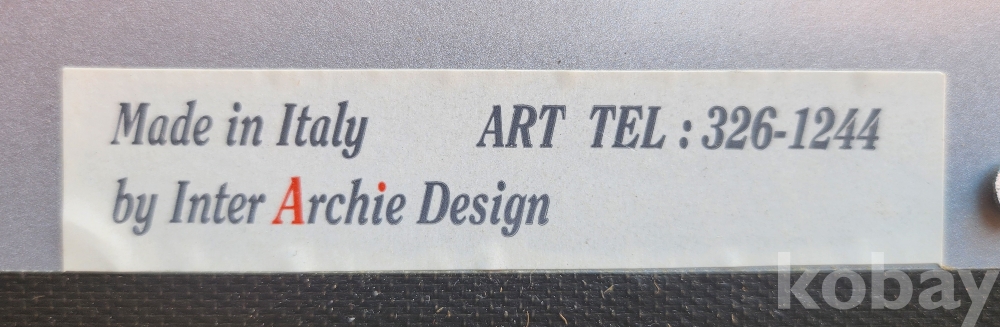 Made in Italy ART TEL : 326-1244
by Inter Archie Design
kobay